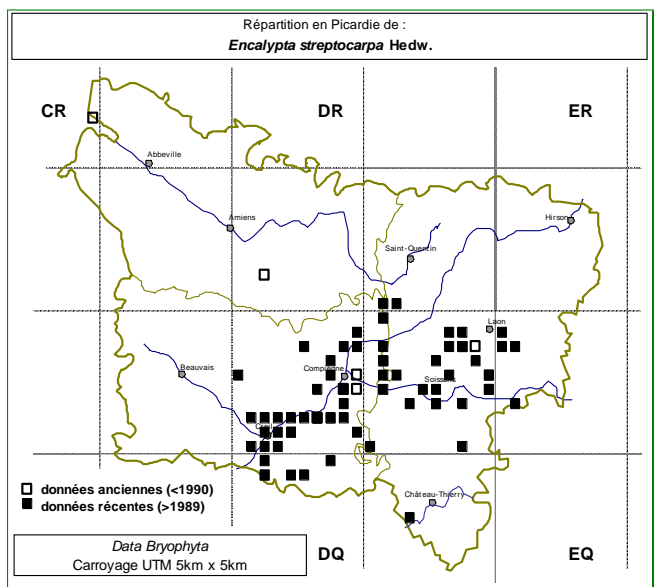 Répartition en Picardie de :
Encalypta streptocarpa Hedw.
CR
DR
ER
Abbeville
Amiens
Hirson
Saint-Quentin
Laon
Beauvais
Compiègne
Soissons
Creil
Château-Thierry
données anciennes (<1990)
données récentes (>1989)
Data Bryophyta
Carroyage UTM 5km x 5km
DQ
EQ